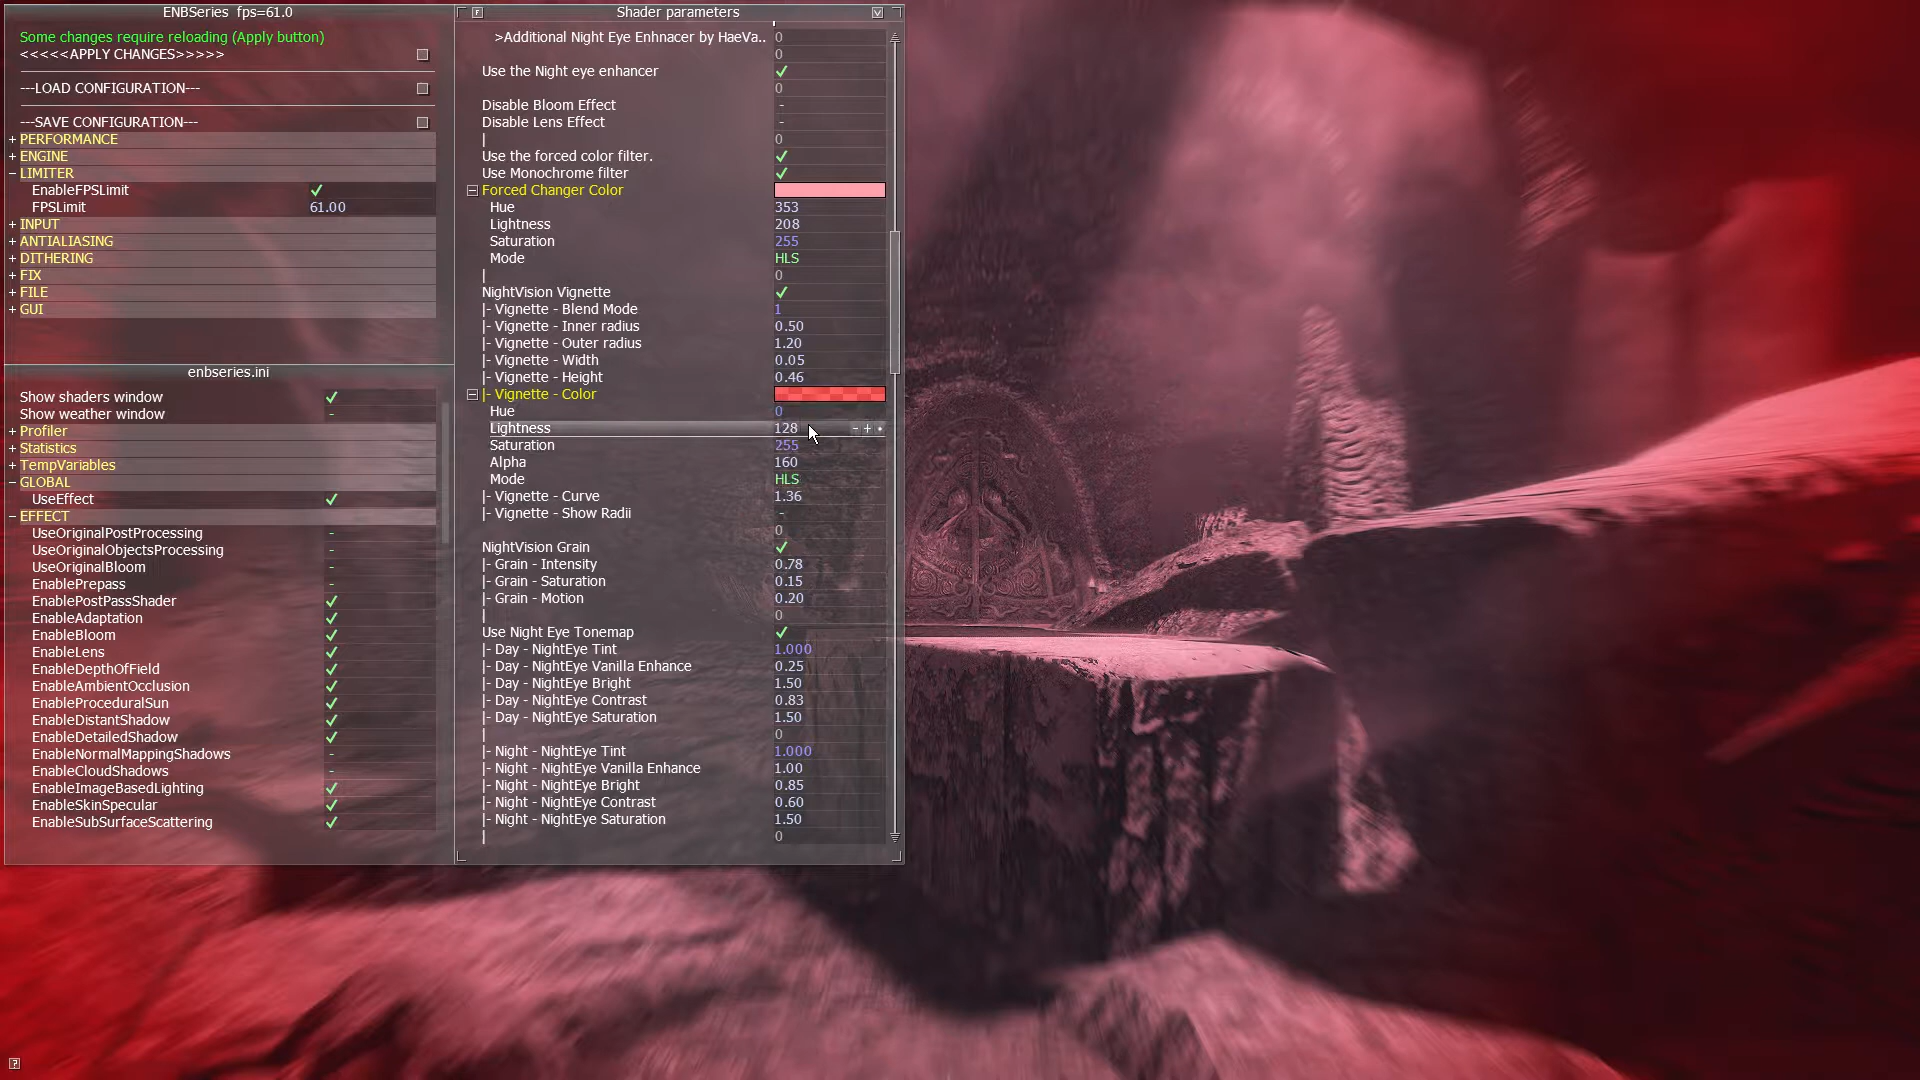 ENBSeries fps=61.0
Some changes require reloading (Apply button)
<<<<<APPLY CHANGES>>>>>
---LOAD CONFIGURATION---
---SAVE CONFIGURATION---
+ PERFORMANCE
+ ENGINE
- LIMITER
EnableFPSLimit
FPSLimit 61.00
+ INPUT
+ ANTIALIASING
+ DITHERING
+ FIX
+ FILE
+ GUI
enbseries.ini
Show shaders window
Show weather window -
+ Profiler
+ Statistics
+ TempVariables
- GLOBAL
UseEffect
- EFFECT
UseOriginalPostProcessing -
UseOriginalObjectsProcessing -
UseOriginalBloom -
EnablePrepass -
EnablePostPassShader
EnableAdaptation
EnableBloom
EnableLens
EnableDepthOfField
EnableAmbientOcclusion
EnableProceduralSun
EnableDistantShadow
EnableDetailedShadow
EnableNormalMappingShadows -
EnableCloudShadows -
EnableImageBasedLighting
EnableSkinSpecular
EnableSubSurfaceScattering
Shader parameters
>Additional Night Eye Enhnacer by HaeVa.. 0
0
Use the Night eye enhancer
0
Disable Bloom Effect -
Disable Lens Effect -
| 0
Use the forced color filter.
Use Monochrome filter
Forced Changer Color
Hue 353
Lightness 208
Saturation 255
Mode HLS
| 0
NightVision Vignette
|- Vignette - Blend Mode 1
|- Vignette - Inner radius 0.50
|- Vignette - Outer radius 1.20
|- Vignette - Width 0.05
|- Vignette - Height 0.46
|- Vignette - Color
Hue 0
Lightness 128 - + •
Saturation 255
Alpha 160
Mode HLS
|- Vignette - Curve 1.36
|- Vignette - Show Radii -
0
NightVision Grain
|- Grain - Intensity 0.78
|- Grain - Saturation 0.15
|- Grain - Motion 0.20
| 0
Use Night Eye Tonemap
|- Day - NightEye Tint 1.000
|- Day - NightEye Vanilla Enhance 0.25
|- Day - NightEye Bright 1.50
|- Day - NightEye Contrast 0.83
|- Day - NightEye Saturation 1.50
| 0
|- Night - NightEye Tint 1.000
|- Night - NightEye Vanilla Enhance 1.00
|- Night - NightEye Bright 0.85
|- Night - NightEye Contrast 0.60
|- Night - NightEye Saturation 1.50
| 0
?